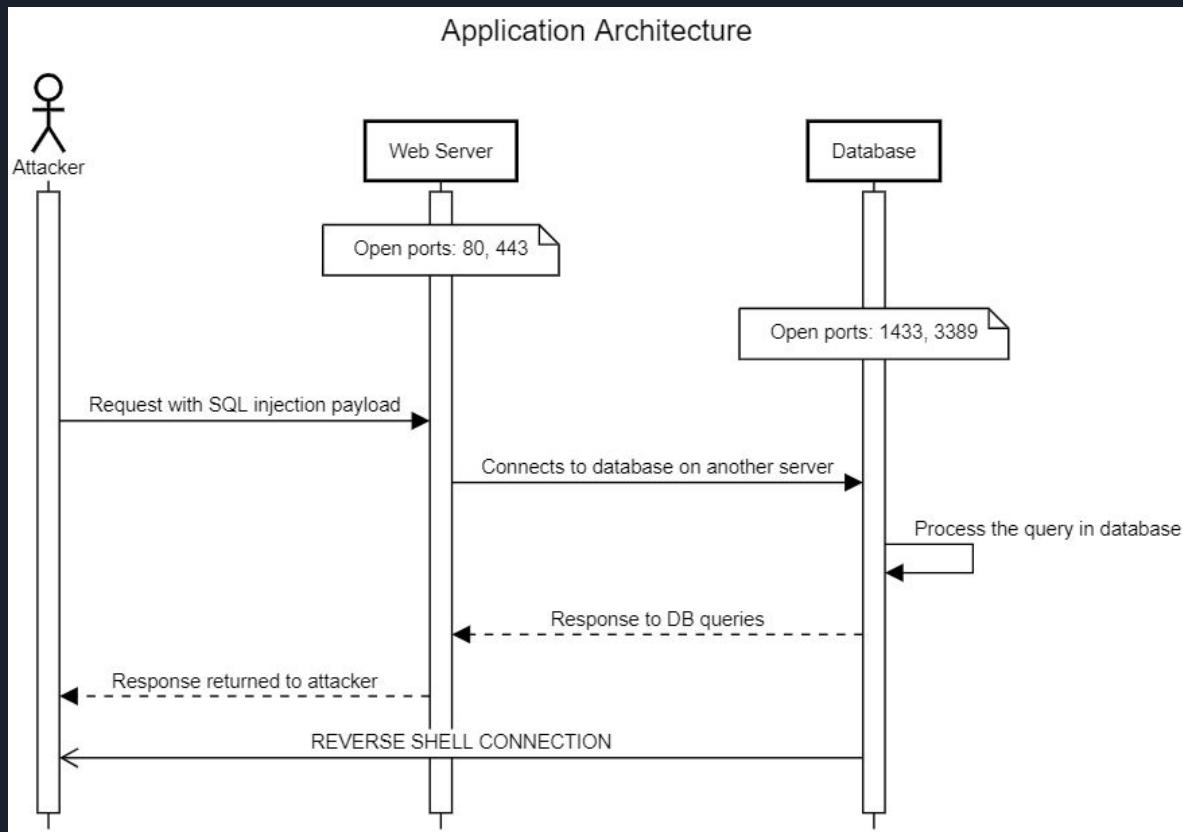 Application Architecture
Attacker
Web Server
Database
Open ports: 80, 443
Open ports: 1433, 3389
Request with SQL injection payload
Connects to database on another server
Process the query in database
Response to DB queries
Response returned to attacker
REVERSE SHELL CONNECTION